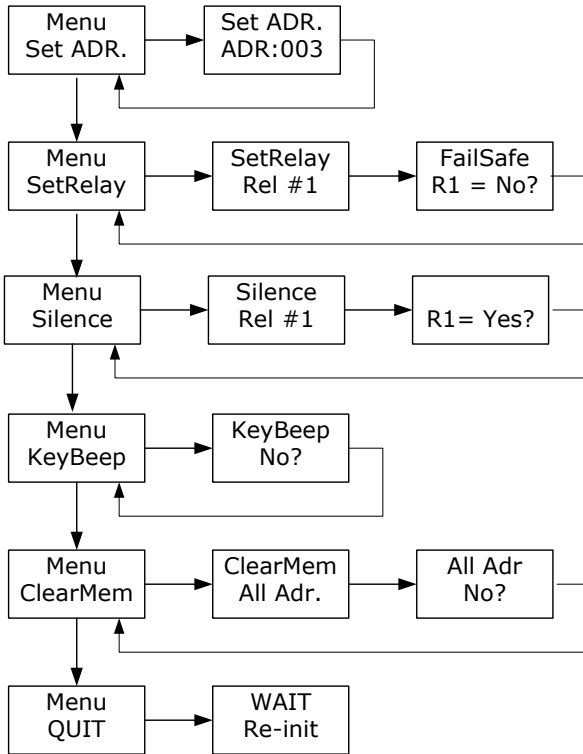 Menu
Set ADR.
Set ADR.
ADR:003
Menu
SetRelay
SetRelay
Rel #1
FailSafe
R1 = No?
Menu
Silence
Silence
Rel #1
R1= Yes?
Menu
KeyBeep
KeyBeep
No?
Menu
ClearMem
ClearMem
All Adr.
All Adr
No?
Menu
QUIT
WAIT
Re-init